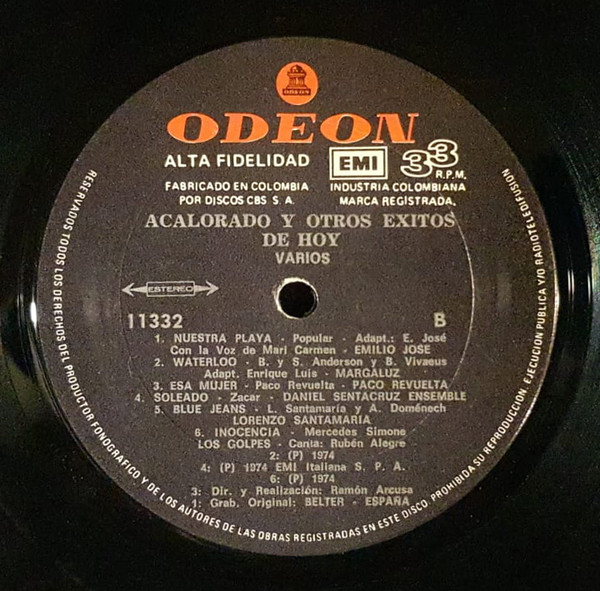 ODEON
ODEON
ALTA FIDELIDAD EMI 33 R.P.M.
FABRICADO EN COLOMBIA INDUSTRIA COLOMBIANA
POR DISCOS CBS S. A. MARCA REGISTRADA.
ACALORADO Y OTROS EXITOS
DE HOY
VARIOS
ESTEREO
11332 B
1. NUESTRA PLAYA - Popular - Adapt.: E. José
Con la Voz de Mari Carmen - EMILIO JOSE
2. WATERLOO - B. y S. Anderson y B. Vivaeus
Adapt. Enrique Luis - MARGALUZ
3. ESA MUJER - Paco Revuelta - PACO REVUELTA
4. SOLEADO - Zacar - DANIEL SENTACRUZ ENSEMBLE
5. BLUE JEANS - L. Santamaría y A. Doménech
LORENZO SANTAMARIA
6. INOCENCIA - Mercedes Simone
LOS GOLPES - Canta: Rubén Alegre
2: (P) 1974
4: (P) 1974 EMI Italiana S. P. A.
6: (P) 1974
3: Dir. y Realización: Ramón Arcusa
1: Grab. Original: BELTER - ESPAÑA
RESERVADOS TODOS LOS DERECHOS DEL PRODUCTOR FONOGRAFICO Y DE LOS AUTORES DE LAS OBRAS REGISTRADAS EN ESTE DISCO. PROHIBIDA SU REPRODUCCION, EJECUCION PUBLICA Y/O RADIOTELEDIFUSION